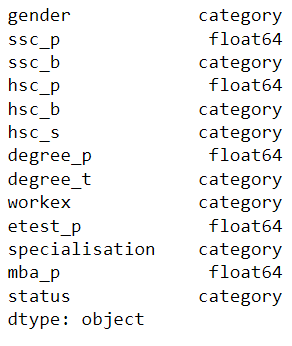 gender category
ssc_p float64
ssc_b category
hsc_p float64
hsc_b category
hsc_s category
degree_p float64
degree_t category
workex category
etest_p float64
specialisation category
mba_p float64
status category
dtype: object